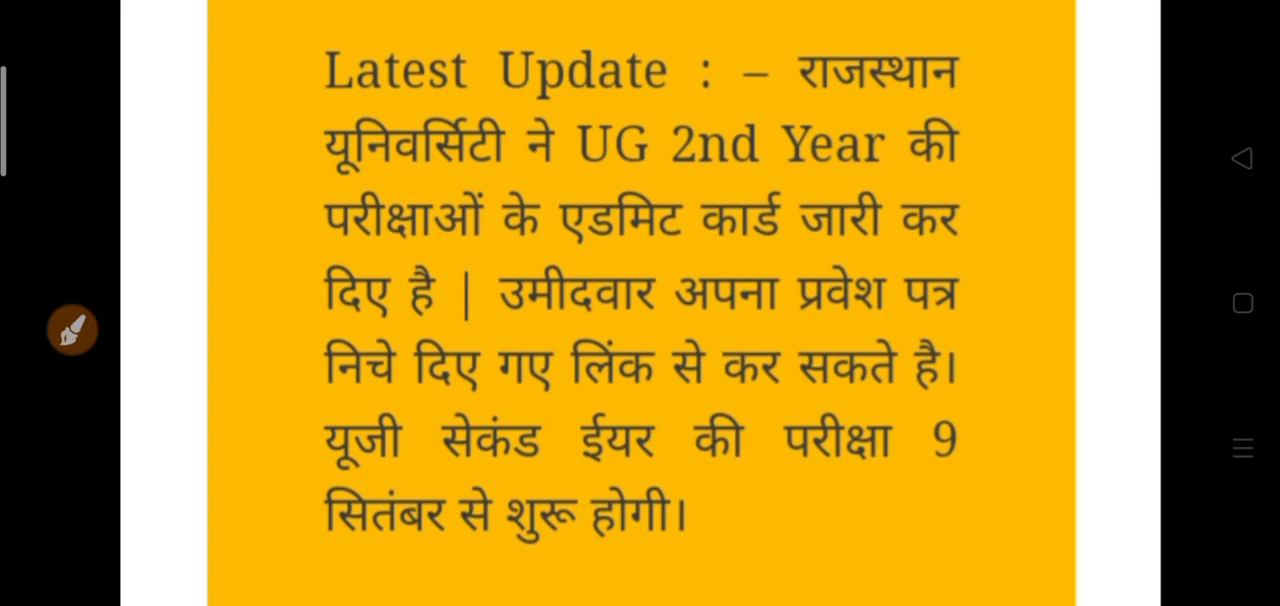 Latest Update : – राजस्थान
यूनिवर्सिटी ने UG 2nd Year की
परीक्षाओं के एडमिट कार्ड जारी कर
दिए है | उमीदवार अपना प्रवेश पत्र
निचे दिए गए लिंक से कर सकते है।
यूजी सेकंड ईयर की परीक्षा 9
सितंबर से शुरू होगी।